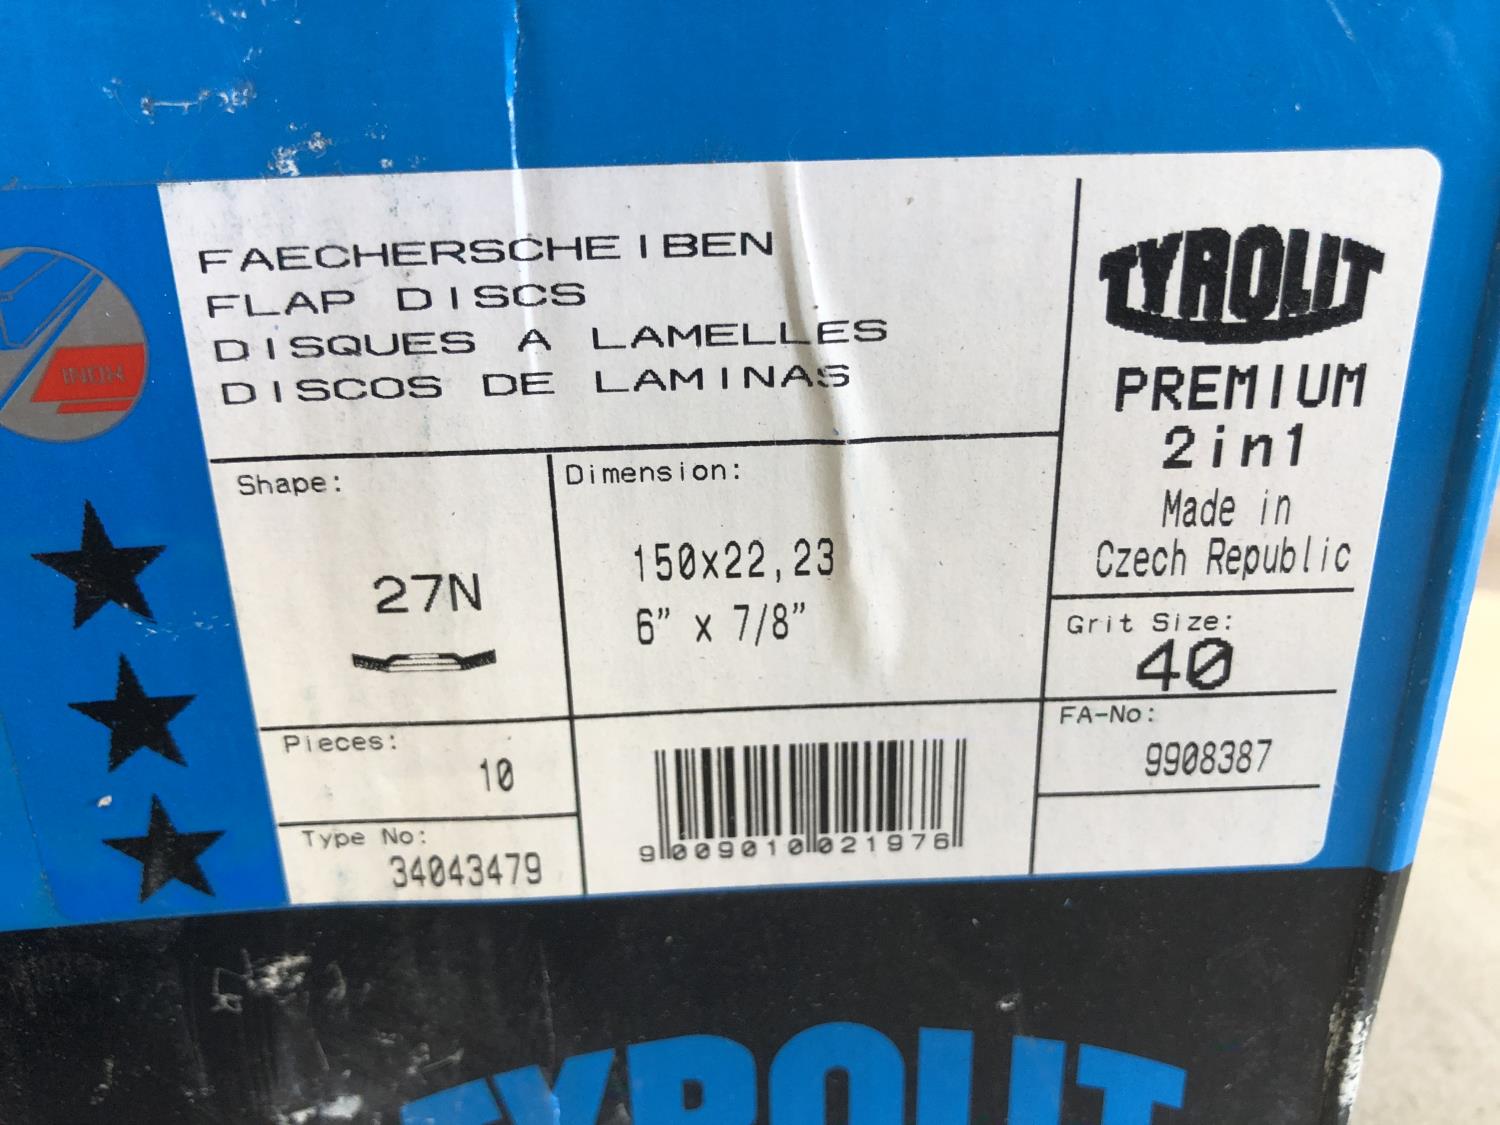 FAECHERSCHEIBEN
FLAP DISCS
DISQUES A LAMELLES
DISCOS DE LAMINAS
TYROLIT
PREMIUM
2in1
Made in
Czech Republic
INOX
Shape:
27N
Dimension:
150x22,23
6” x 7/8”
Grit Size:
40
Pieces:
10
FA-No:
9908387
Type No:
34043479
9009010021976
TYROLIT